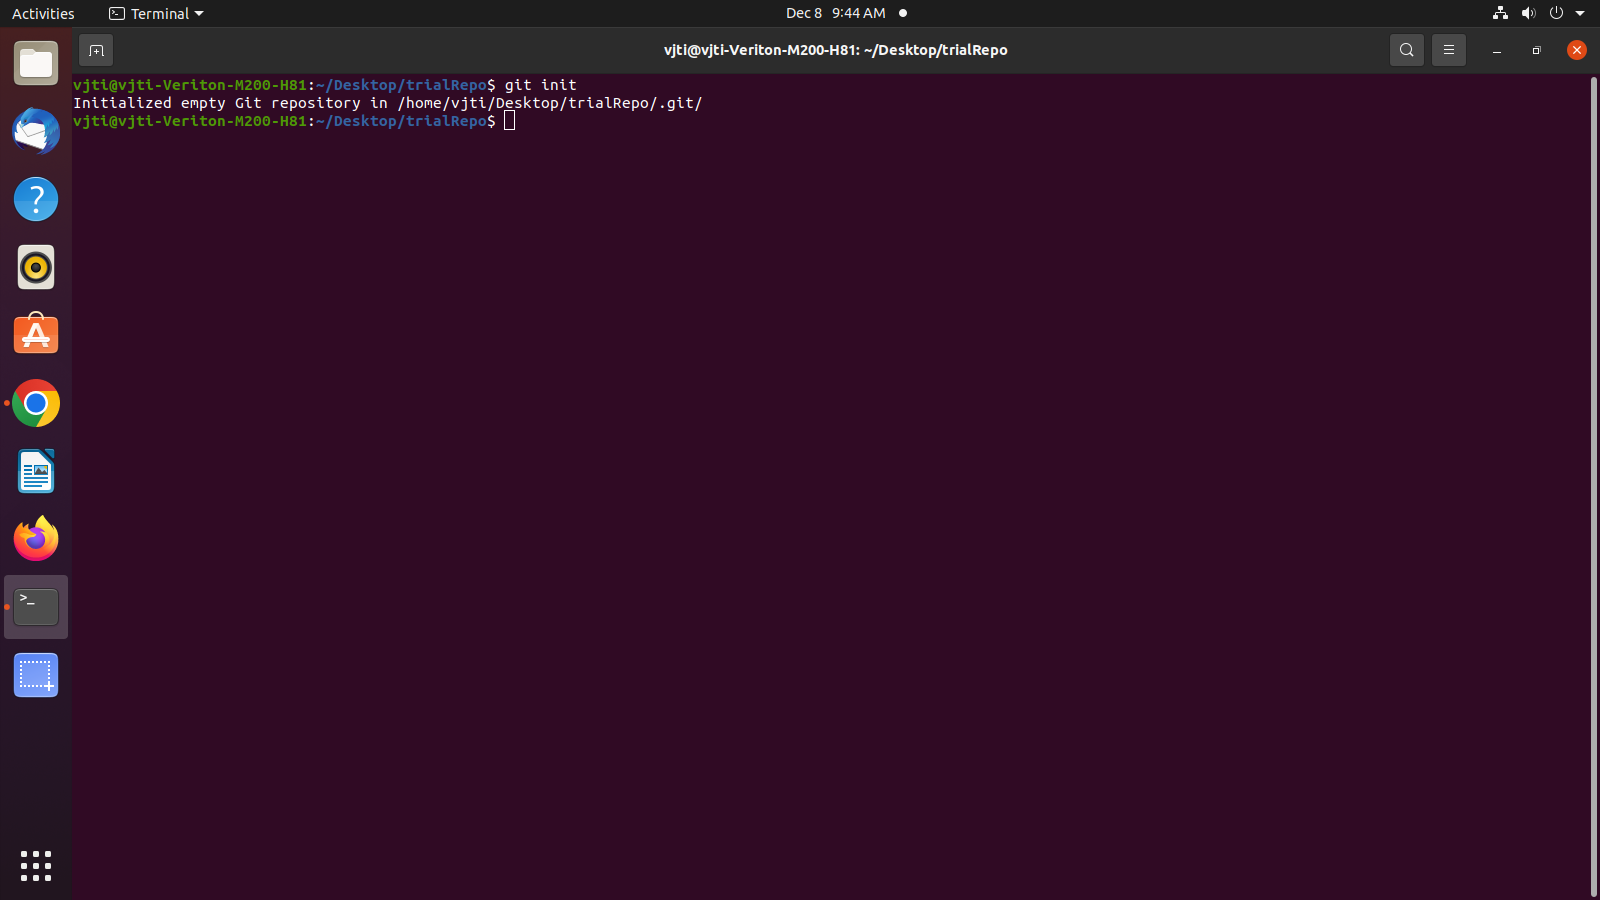 Activities
Terminal
Dec 8 9:44 AM
vjti@vjti-Veriton-M200-H81: ~/Desktop/trialRepo
vjti@vjti-Veriton-M200-H81:~/Desktop/trialRepo$ git init
Initialized empty Git repository in /home/vjti/Desktop/trialRepo/.git/
vjti@vjti-Veriton-M200-H81:~/Desktop/trialRepo$